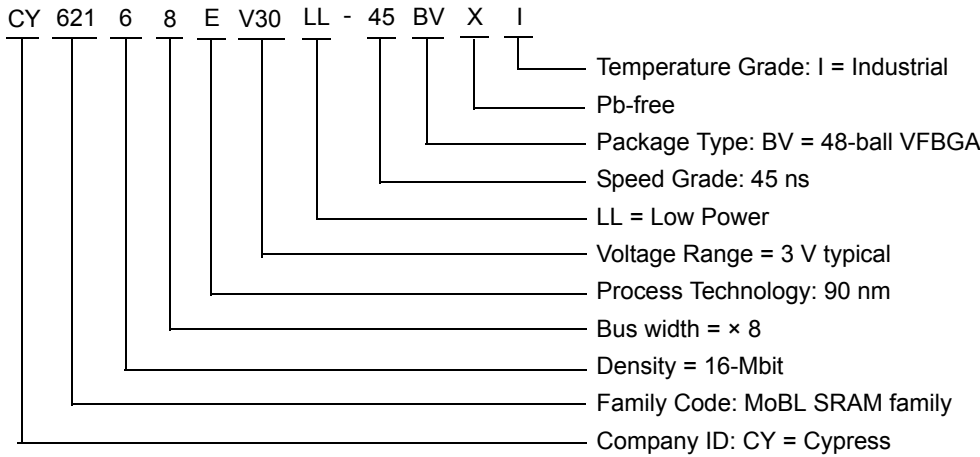 CY 621 6 8 E V30 LL - 45 BV X I
Temperature Grade: I = Industrial
Pb-free
Package Type: BV = 48-ball VFBGA
Speed Grade: 45 ns
LL = Low Power
Voltage Range = 3 V typical
Process Technology: 90 nm
Bus width = × 8
Density = 16-Mbit
Family Code: MoBL SRAM family
Company ID: CY = Cypress